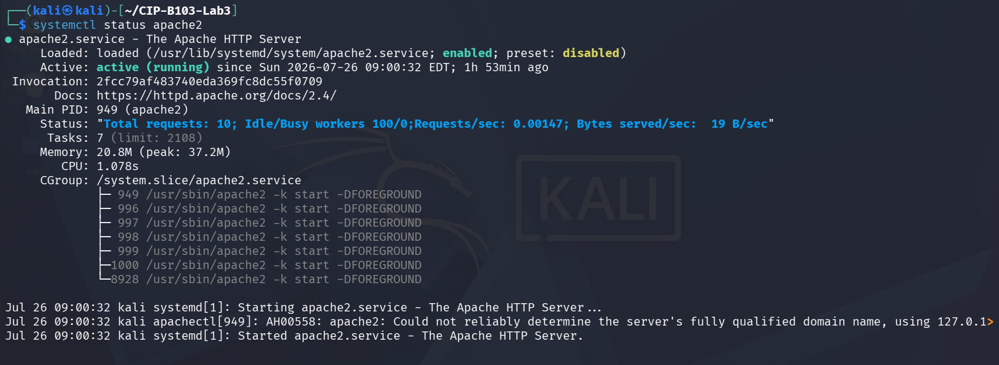 ┌──(kali㉿kali)-[~/CIP-B103-Lab3]
└─$ systemctl status apache2
● apache2.service - The Apache HTTP Server
     Loaded: loaded (/usr/lib/systemd/system/apache2.service; enabled; preset: disabled)
     Active: active (running) since Sun 2026-07-26 09:00:32 EDT; 1h 53min ago
 Invocation: 2fcc79af483740eda369fc8dc55f0709
       Docs: https://httpd.apache.org/docs/2.4/
   Main PID: 949 (apache2)
     Status: "Total requests: 10; Idle/Busy workers 100/0;Requests/sec: 0.00147; Bytes served/sec:  19 B/sec"
      Tasks: 7 (limit: 2108)
     Memory: 20.8M (peak: 37.2M)
        CPU: 1.078s
     CGroup: /system.slice/apache2.service
             ├─ 949 /usr/sbin/apache2 -k start -DFOREGROUND
             ├─ 996 /usr/sbin/apache2 -k start -DFOREGROUND
             ├─ 997 /usr/sbin/apache2 -k start -DFOREGROUND
             ├─ 998 /usr/sbin/apache2 -k start -DFOREGROUND
             ├─ 999 /usr/sbin/apache2 -k start -DFOREGROUND
             ├─1000 /usr/sbin/apache2 -k start -DFOREGROUND
             └─8928 /usr/sbin/apache2 -k start -DFOREGROUND

Jul 26 09:00:32 kali systemd[1]: Starting apache2.service - The Apache HTTP Server...
Jul 26 09:00:32 kali apachectl[949]: AH00558: apache2: Could not reliably determine the server's fully qualified domain name, using 127.0.1>
Jul 26 09:00:32 kali systemd[1]: Started apache2.service - The Apache HTTP Server.
KALI
mp3